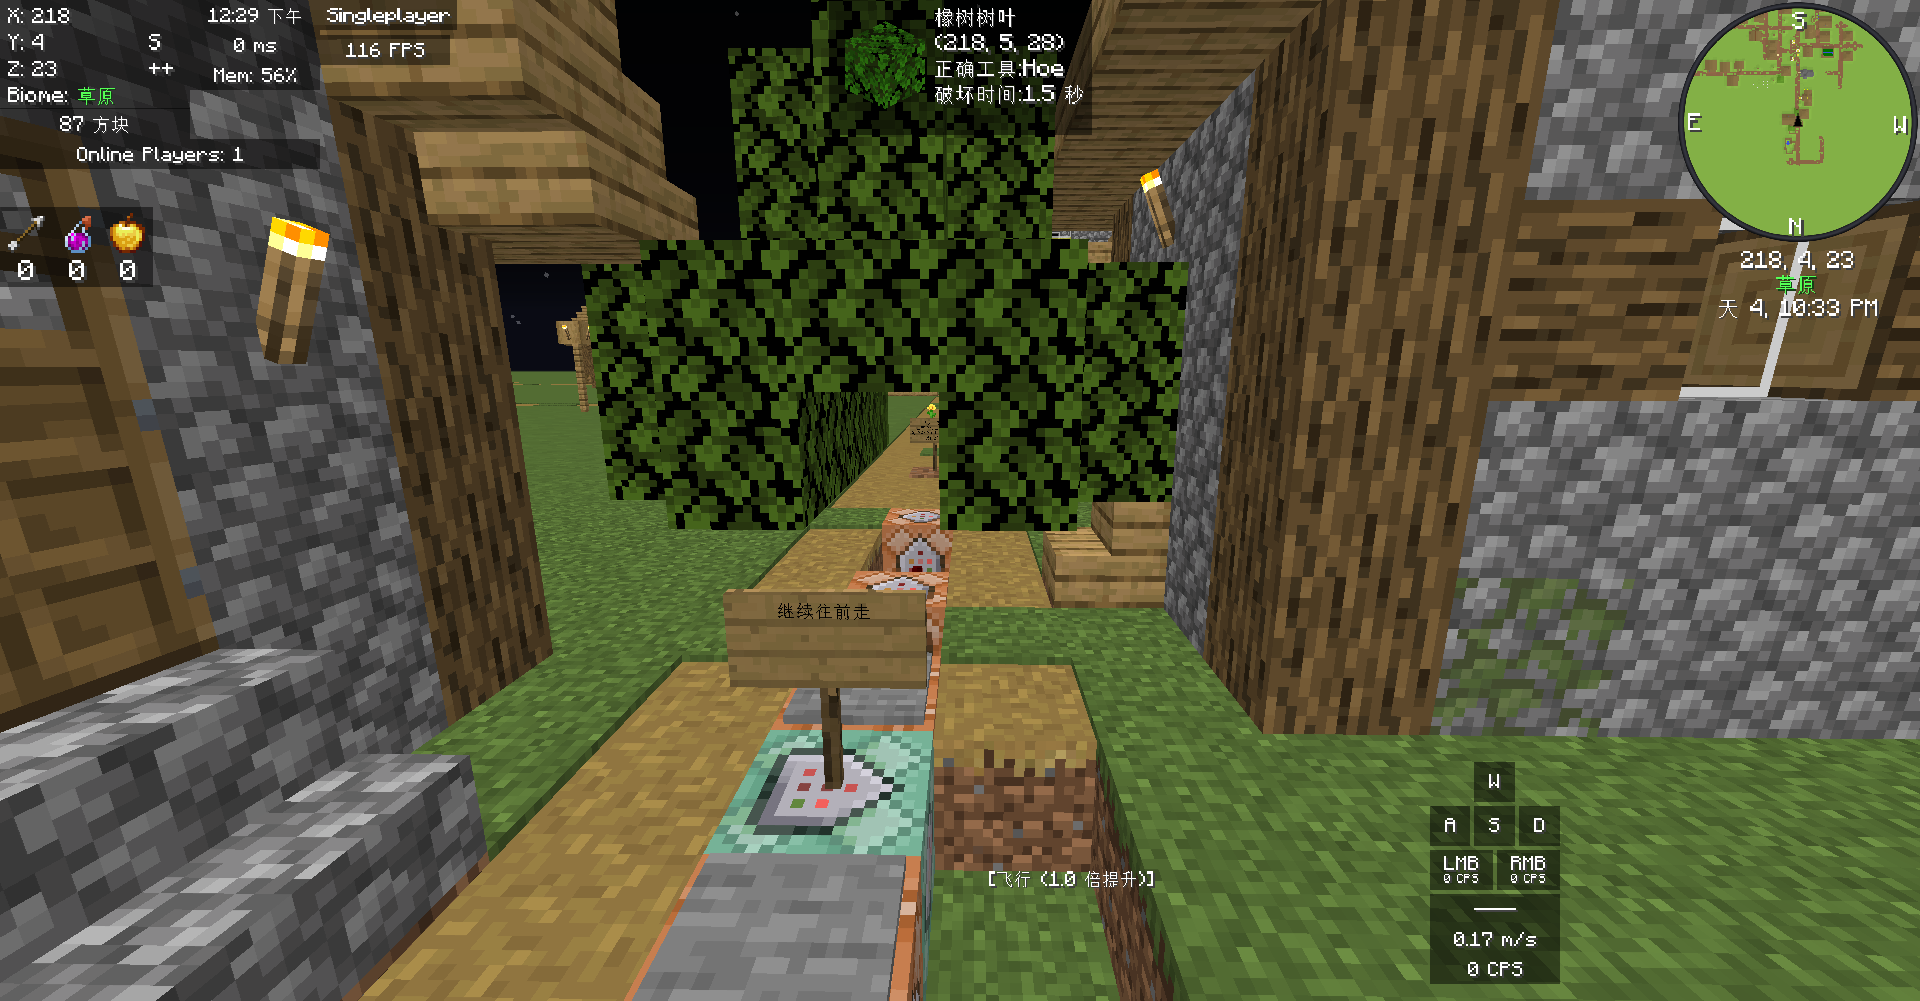 X: 218
Y: 4
S
Z: 23
++
Biome: 草原
87 方块
Online Players: 1
12:29 下午
0 ms
Mem: 56%
Singleplayer
116 FPS
0
0
0
橡树树叶
(218, 5, 28)
正确工具:Hoe
破坏时间:1.5 秒
S
E
W
N
218, 4, 23
草原
天 4, 10:33 PM
继续往前走
[飞行 (1.0 倍提升)]
W
A
S
D
LMB
0 CPS
RMB
0 CPS
0.17 m/s
0 CPS